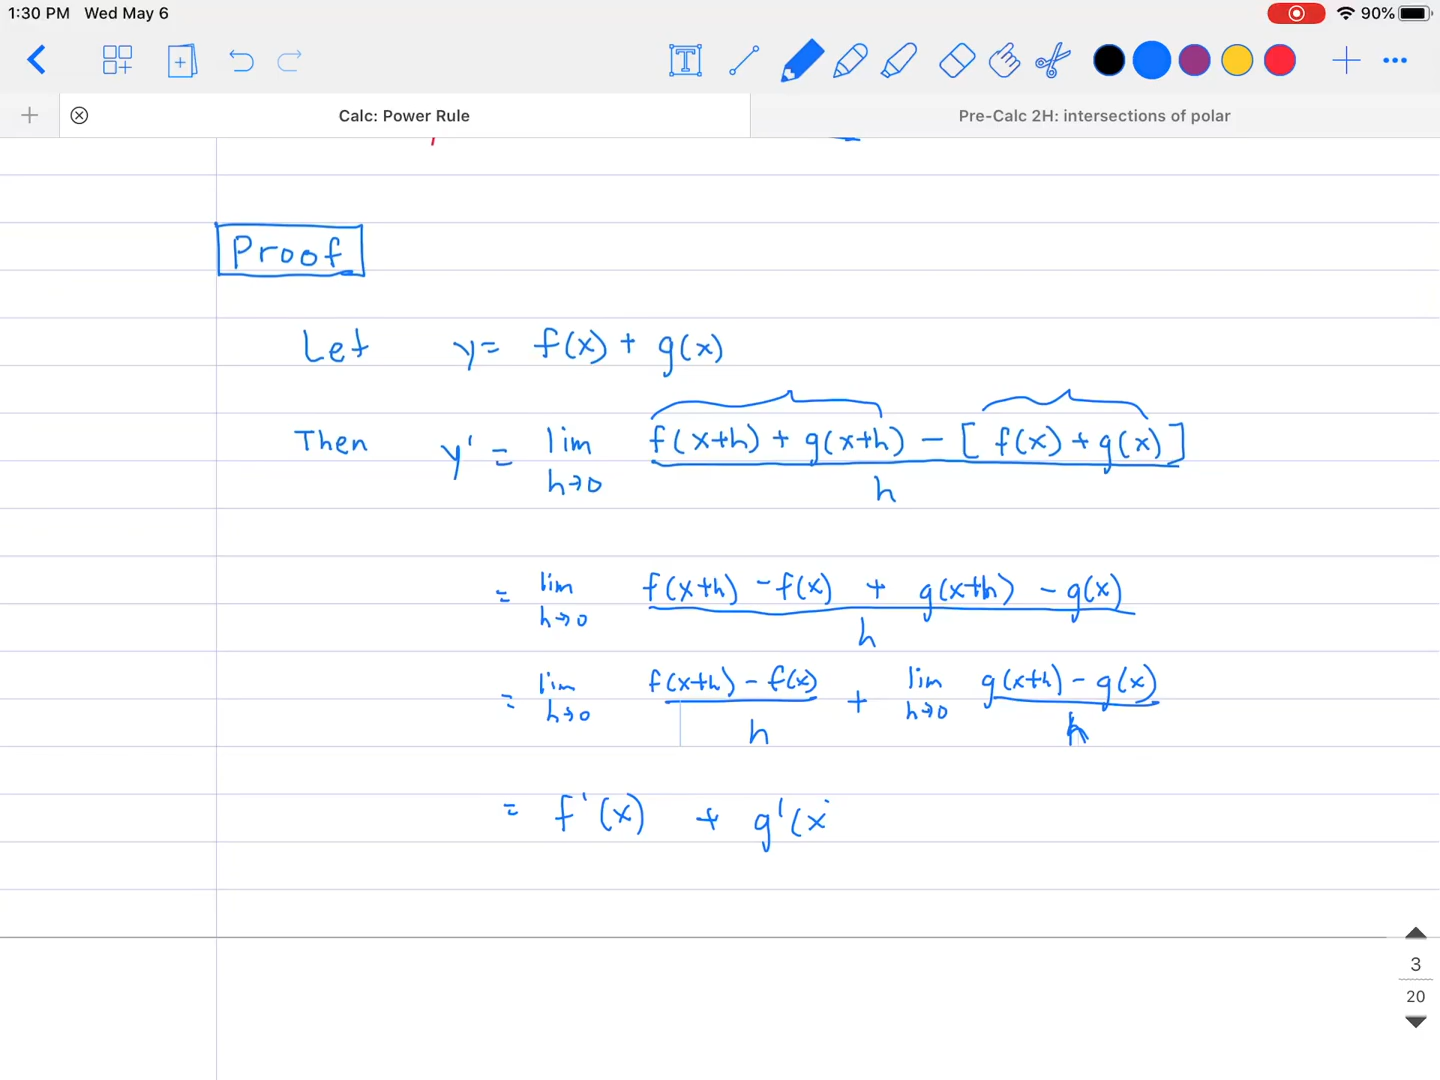 1:30 PM Wed May 6 90%
Calc: Power Rule Pre-Calc 2H: intersections of polar
Proof
Let y = f(x) + g(x)
Then y' = lim h→0 f(x+h) + g(x+h) − [f(x) + g(x)] / h
= lim h→0 f(x+h) − f(x) + g(x+h) − g(x) / h
= lim h→0 f(x+h) − f(x) / h + lim h→0 g(x+h) − g(x) / h
= f'(x) + g'(x
3
20